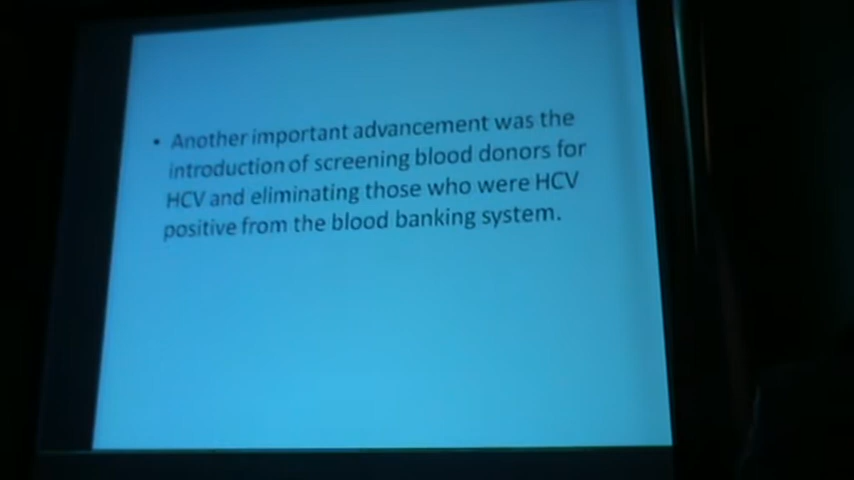 • Another important advancement was the
introduction of screening blood donors for
HCV and eliminating those who were HCV
positive from the blood banking system.